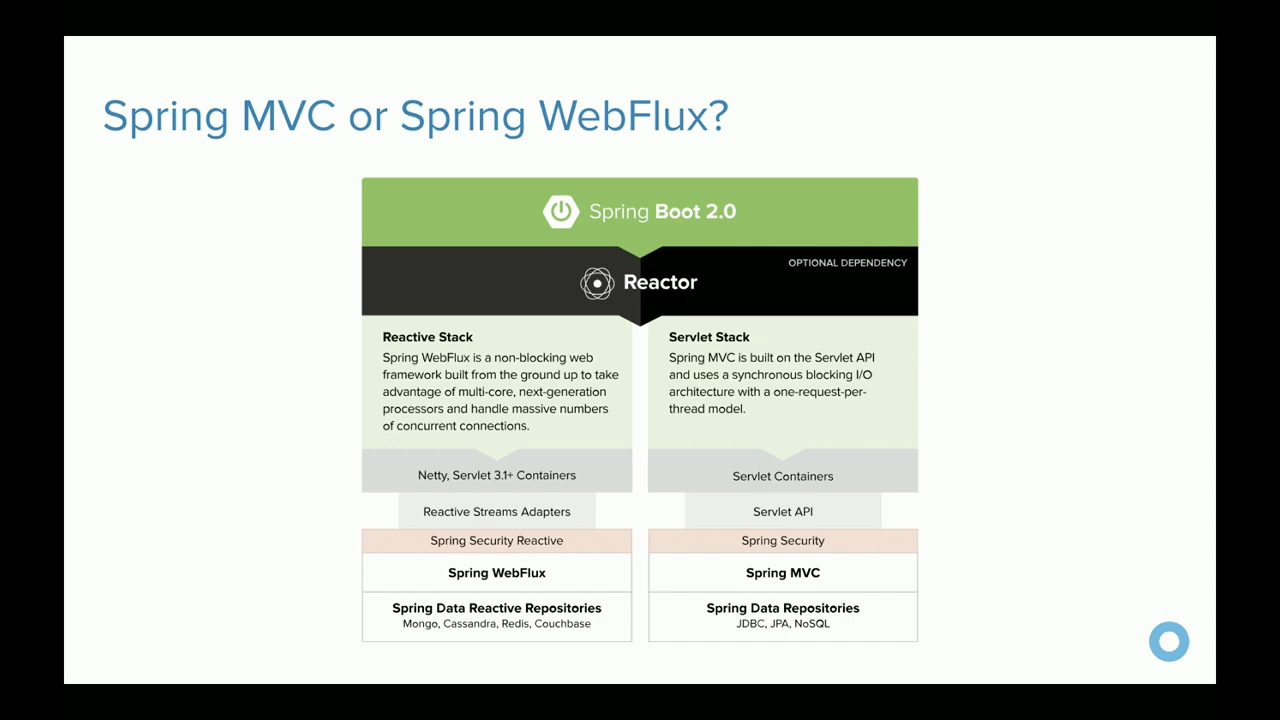 Spring MVC or Spring WebFlux?
Spring Boot 2.0
Reactor
OPTIONAL DEPENDENCY
Reactive Stack
Spring WebFlux is a non-blocking web
framework built from the ground up to take
advantage of multi-core, next-generation
processors and handle massive numbers
of concurrent connections.
Netty, Servlet 3.1+ Containers
Reactive Streams Adapters
Spring Security Reactive
Spring WebFlux
Spring Data Reactive Repositories
Mongo, Cassandra, Redis, Couchbase
Servlet Stack
Spring MVC is built on the Servlet API
and uses a synchronous blocking I/O
architecture with a one-request-per-
thread model.
Servlet Containers
Servlet API
Spring Security
Spring MVC
Spring Data Repositories
JDBC, JPA, NoSQL